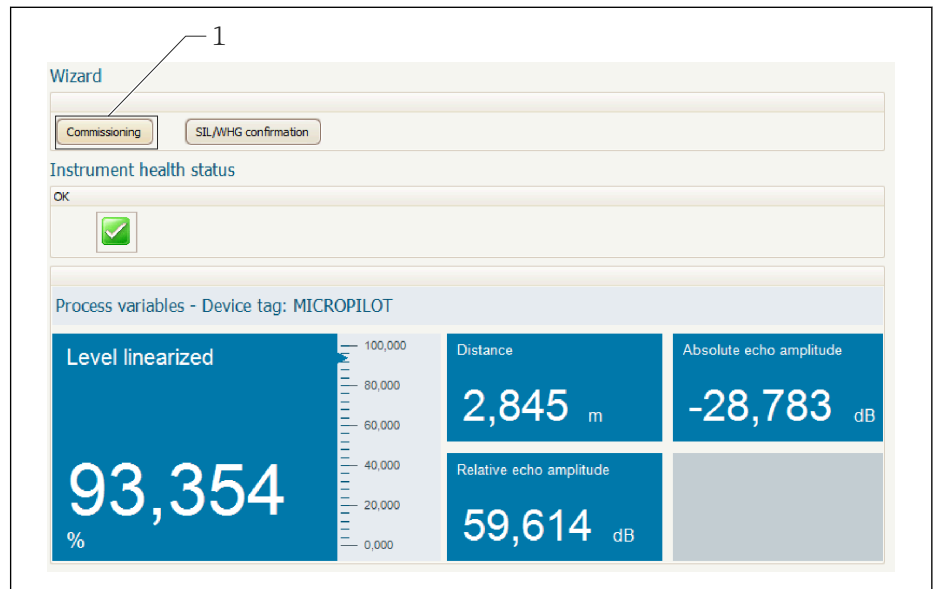 1
Wizard
Commissioning
SIL/WHG confirmation
Instrument health status
OK
Process variables - Device tag: MICROPILOT
Level linearized
93,354
%
100,000
80,000
60,000
40,000
20,000
0,000
Distance
2,845 m
Absolute echo amplitude
-28,783 dB
Relative echo amplitude
59,614 dB